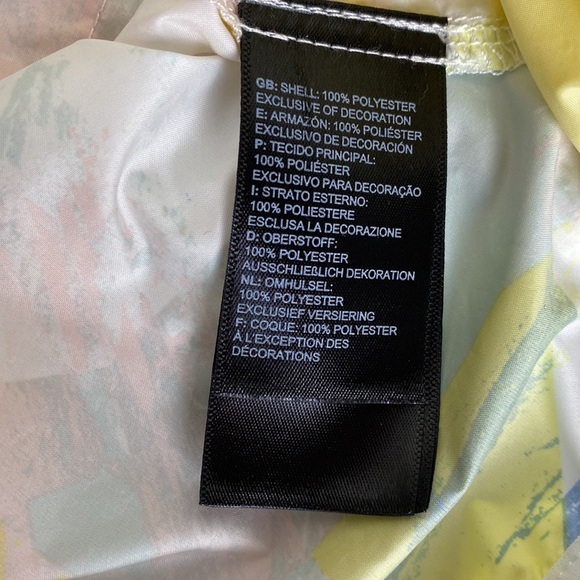 GB: SHELL: 100% POLYESTER
EXCLUSIVE OF DECORATION
E: ARMAZÓN: 100% POLIÉSTER
EXCLUSIVO DE DECORACIÓN
P: TECIDO PRINCIPAL:
100% POLIÉSTER
EXCLUSIVO PARA DECORAÇÃO
I: STRATO ESTERNO:
100% POLIESTERE
ESCLUSA LA DECORAZIONE
D: OBERSTOFF:
100% POLYESTER
AUSSCHLIEßLICH DEKORATION
NL: OMHULSEL:
100% POLYESTER
EXCLUSIEF VERSIERING
F: COQUE: 100% POLYESTER
À L'EXCEPTION DES
DÉCORATIONS